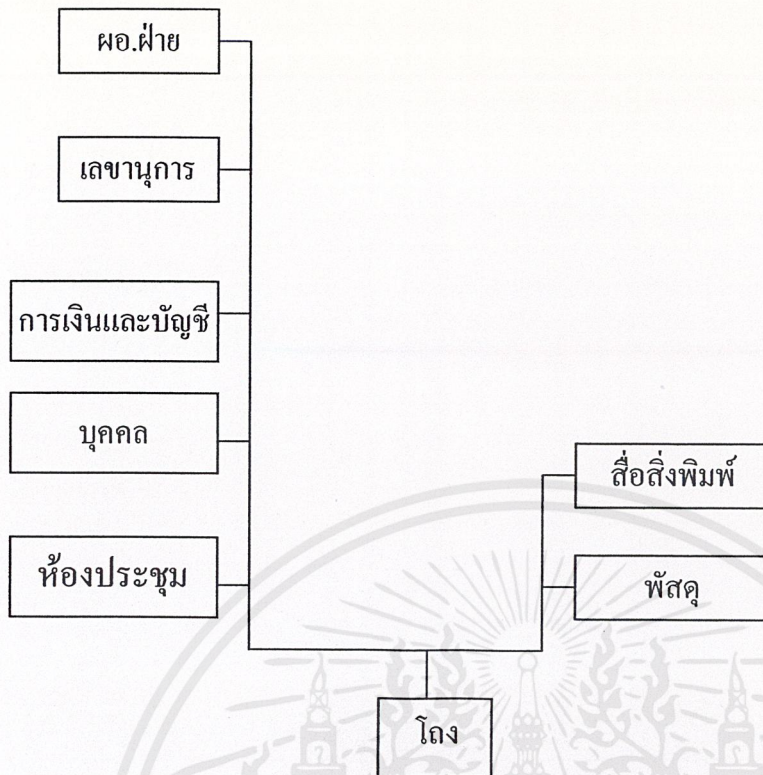 ผอ.ฝ่าย
เลขานุการ
การเงินและบัญชี
บุคคล
สื่อสิ่งพิมพ์
ห้องประชุม
พัสดุ
โถง